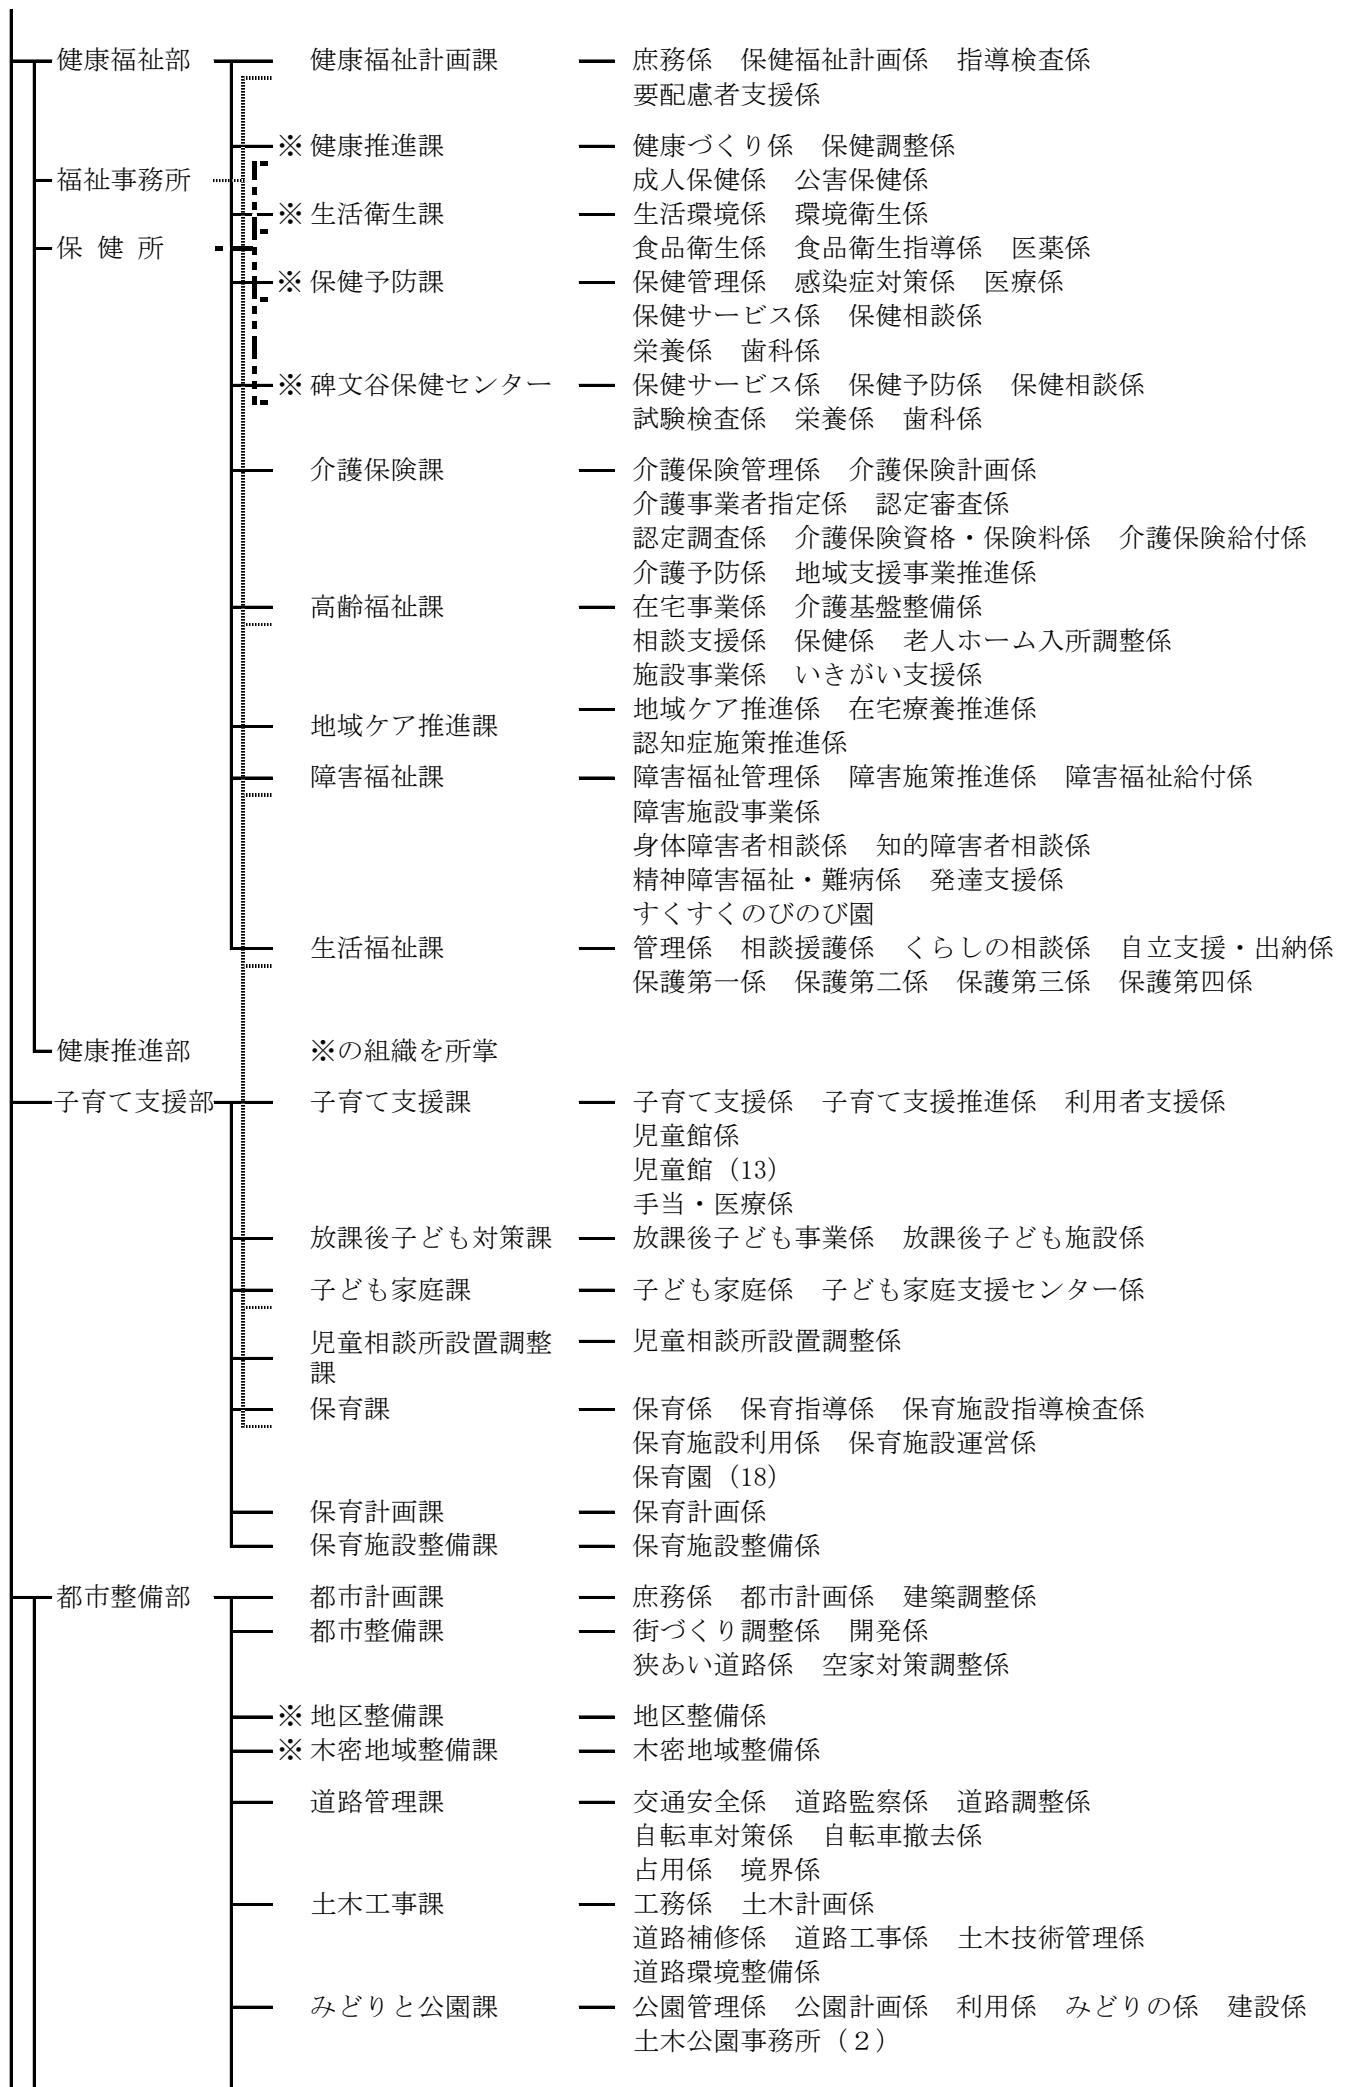 健康福祉部　健康福祉計画課　庶務係　保健福祉計画係　指導検査係
要配慮者支援係
※健康推進課　健康づくり係　保健調整係
福祉事務所　成人保健係　公害保健係
※生活衛生課　生活環境係　環境衛生係
保 健 所　食品衛生係　食品衛生指導係　医薬係
※保健予防課　保健管理係　感染症対策係　医療係
保健サービス係　保健相談係
栄養係　歯科係
※碑文谷保健センター　保健サービス係　保健予防係　保健相談係
試験検査係　栄養係　歯科係
介護保険課　介護保険管理係　介護保険計画係
介護事業者指定係　認定審査係
認定調査係　介護保険資格・保険料係　介護保険給付係
介護予防係　地域支援事業推進係
高齢福祉課　在宅事業係　介護基盤整備係
相談支援係　保健係　老人ホーム入所調整係
施設事業係　いきがい支援係
地域ケア推進課　地域ケア推進係　在宅療養推進係
認知症施策推進係
障害福祉課　障害福祉管理係　障害施策推進係　障害福祉給付係
障害施設事業係
身体障害者相談係　知的障害者相談係
精神障害福祉・難病係　発達支援係
すくすくのびのび園
生活福祉課　管理係　相談援護係　くらしの相談係　自立支援・出納係
保護第一係　保護第二係　保護第三係　保護第四係
健康推進部　※の組織を所掌
子育て支援部　子育て支援課　子育て支援係　子育て支援推進係　利用者支援係
児童館係
児童館（13）
手当・医療係
放課後子ども対策課　放課後子ども事業係　放課後子ども施設係
子ども家庭課　子ども家庭係　子ども家庭支援センター係
児童相談所設置調整　児童相談所設置調整係
課
保育課　保育係　保育指導係　保育施設指導検査係
保育施設利用係　保育施設運営係
保育園（18）
保育計画課　保育計画係
保育施設整備課　保育施設整備係
都市整備部　都市計画課　庶務係　都市計画係　建築調整係
都市整備課　街づくり調整係　開発係
狭あい道路係　空家対策調整係
※地区整備課　地区整備係
※木密地域整備課　木密地域整備係
道路管理課　交通安全係　道路監察係　道路調整係
自転車対策係　自転車撤去係
占用係　境界係
土木工事課　工務係　土木計画係
道路補修係　道路工事係　土木技術管理係
道路環境整備係
みどりと公園課　公園管理係　公園計画係　利用係　みどりの係　建設係
土木公園事務所（２）